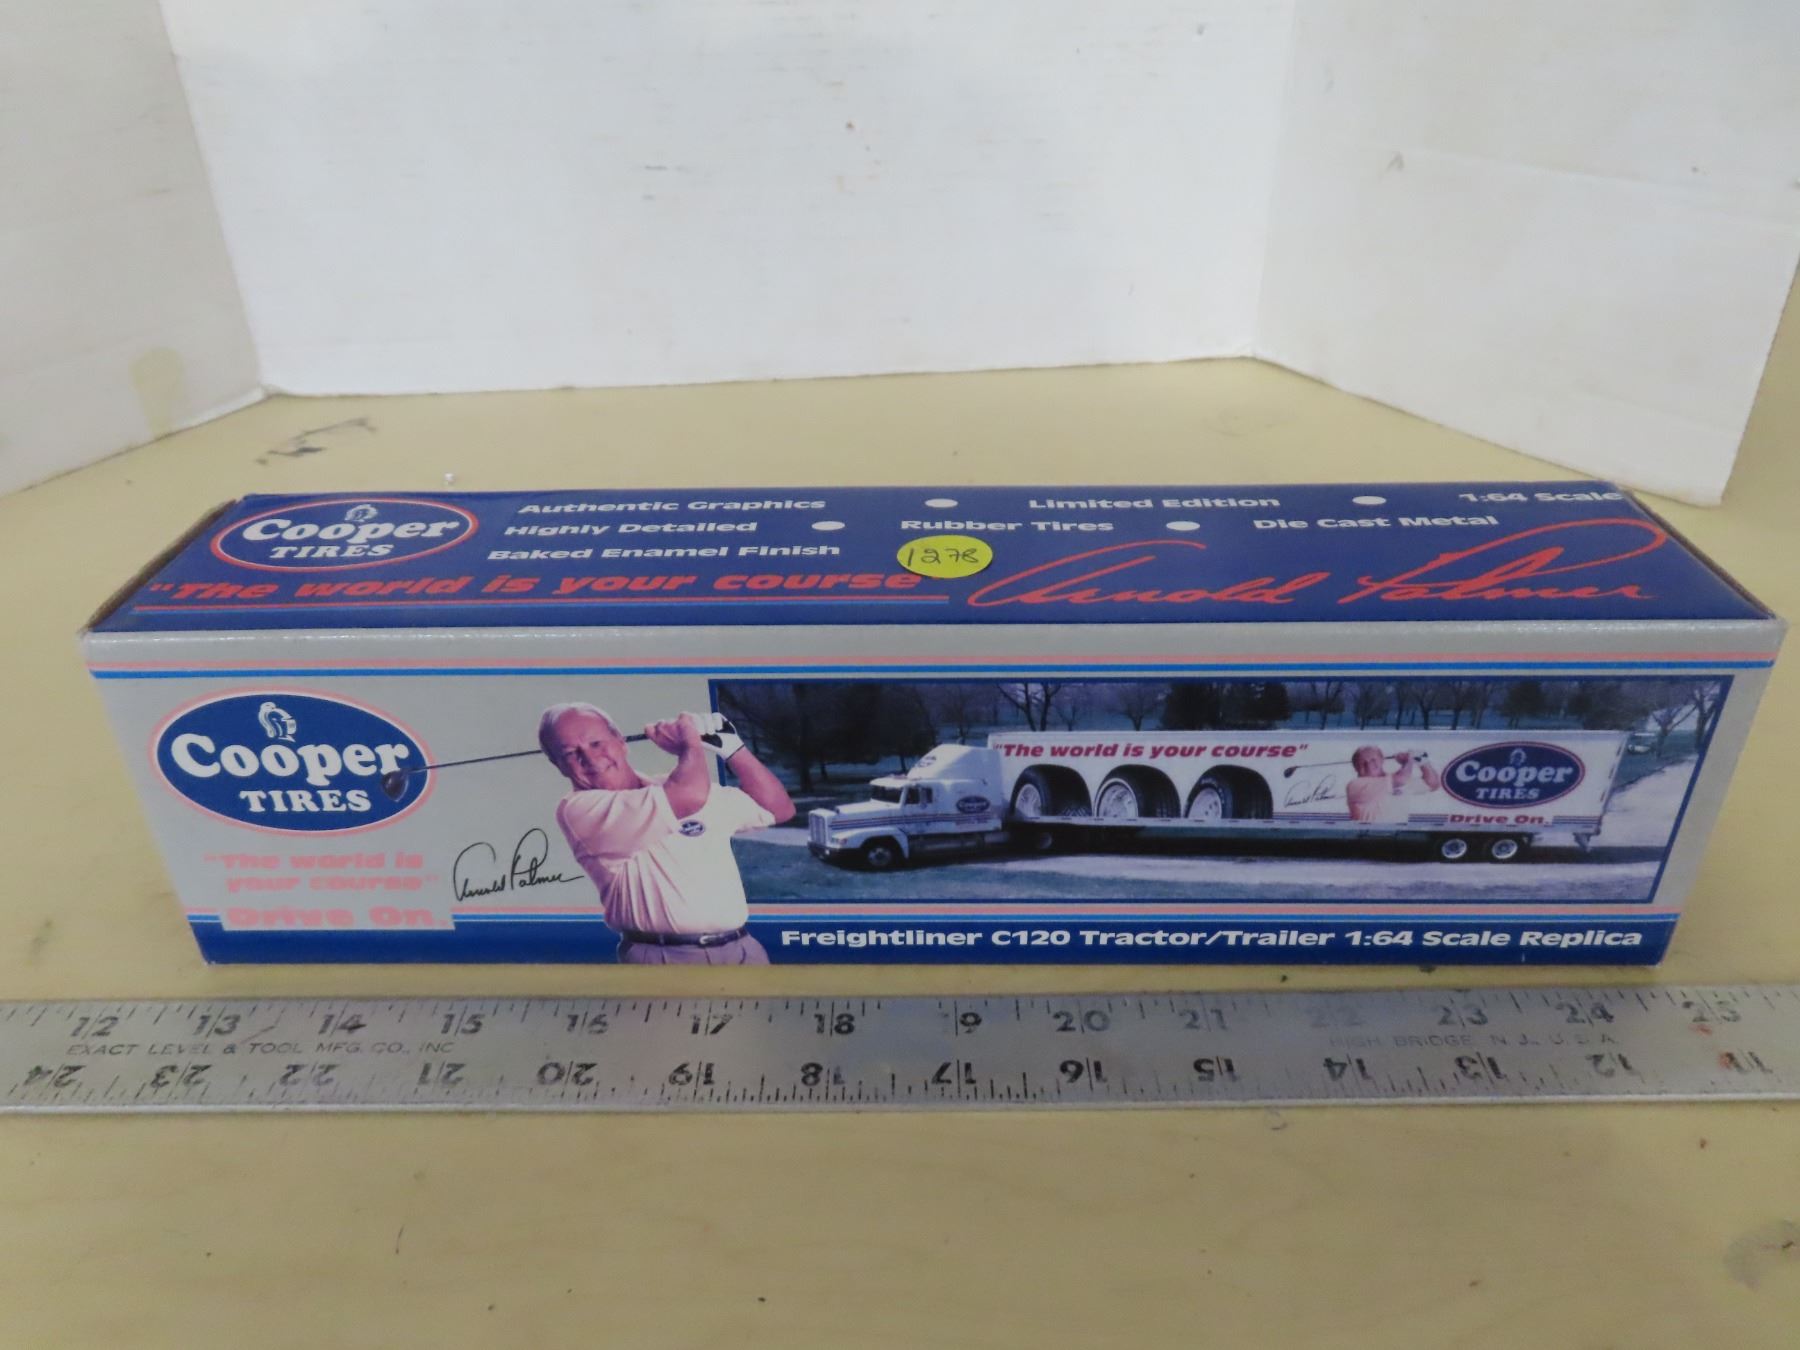 Cooper
TIRES
Authentic Graphics
Limited Edition
1:64 Scale
Highly Detailed
Rubber Tires
Die Cast Metal
Baked Enamel Finish
1278
"The world is your course
Arnold Palmer
Cooper
TIRES
"The world is
your course"
Drive On.
Arnold Palmer
"The world is your course"
Arnold Palmer
Cooper
TIRES
Drive On.
Freightliner C120 Tractor/Trailer 1:64 Scale Replica
12 13 14 15 16 17 18 19 20 21 22 23 24 25
EXACT LEVEL & TOOL MFG. CO., INC
HIGH BRIDGE N.J., U.S.A.
24 23 22 21 20 19 18 17 16 15 14 13 12 11